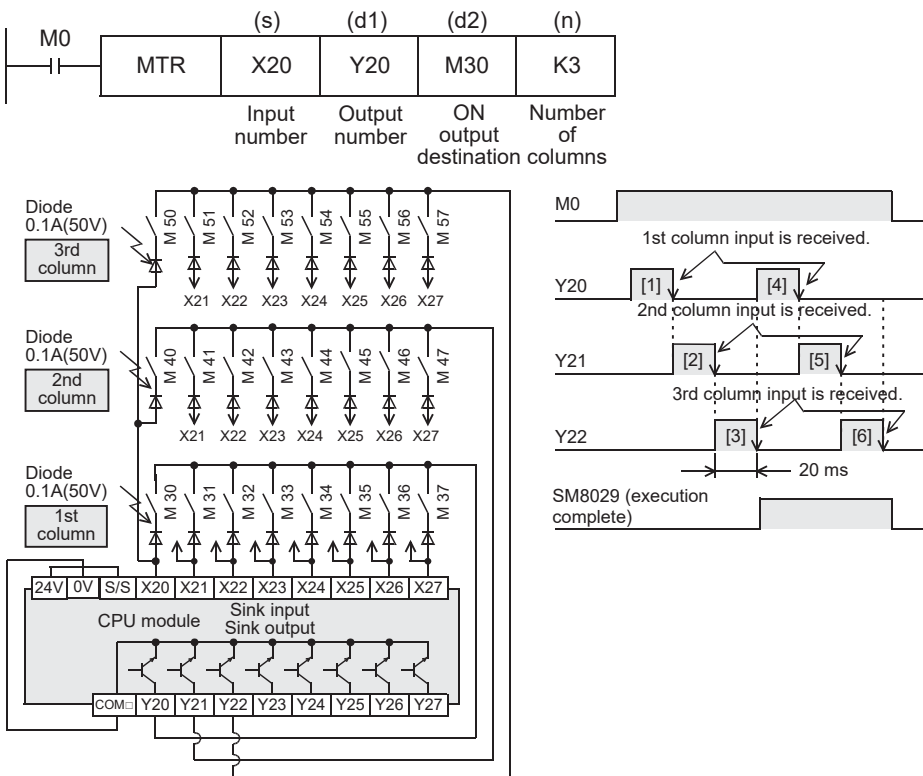 (s) (d1) (d2) (n)
M0
MTR X20 Y20 M30 K3
Input number
Output number
ON output destination
Number of columns
Diode
0.1A(50V)
3rd
column
M 50 M 51 M 52 M 53 M 54 M 55 M 56 M 57
X21 X22 X23 X24 X25 X26 X27
Diode
0.1A(50V)
2nd
column
M 40 M 41 M 42 M 43 M 44 M 45 M 46 M 47
X21 X22 X23 X24 X25 X26 X27
Diode
0.1A(50V)
1st
column
M 30 M 31 M 32 M 33 M 34 M 35 M 36 M 37
24V 0V S/S X20 X21 X22 X23 X24 X25 X26 X27
CPU module
Sink input
Sink output
COM□ Y20 Y21 Y22 Y23 Y24 Y25 Y26 Y27
M0
1st column input is received.
Y20 [1] [4]
2nd column input is received.
Y21 [2] [5]
3rd column input is received.
Y22 [3] [6]
20 ms
SM8029 (execution
complete)